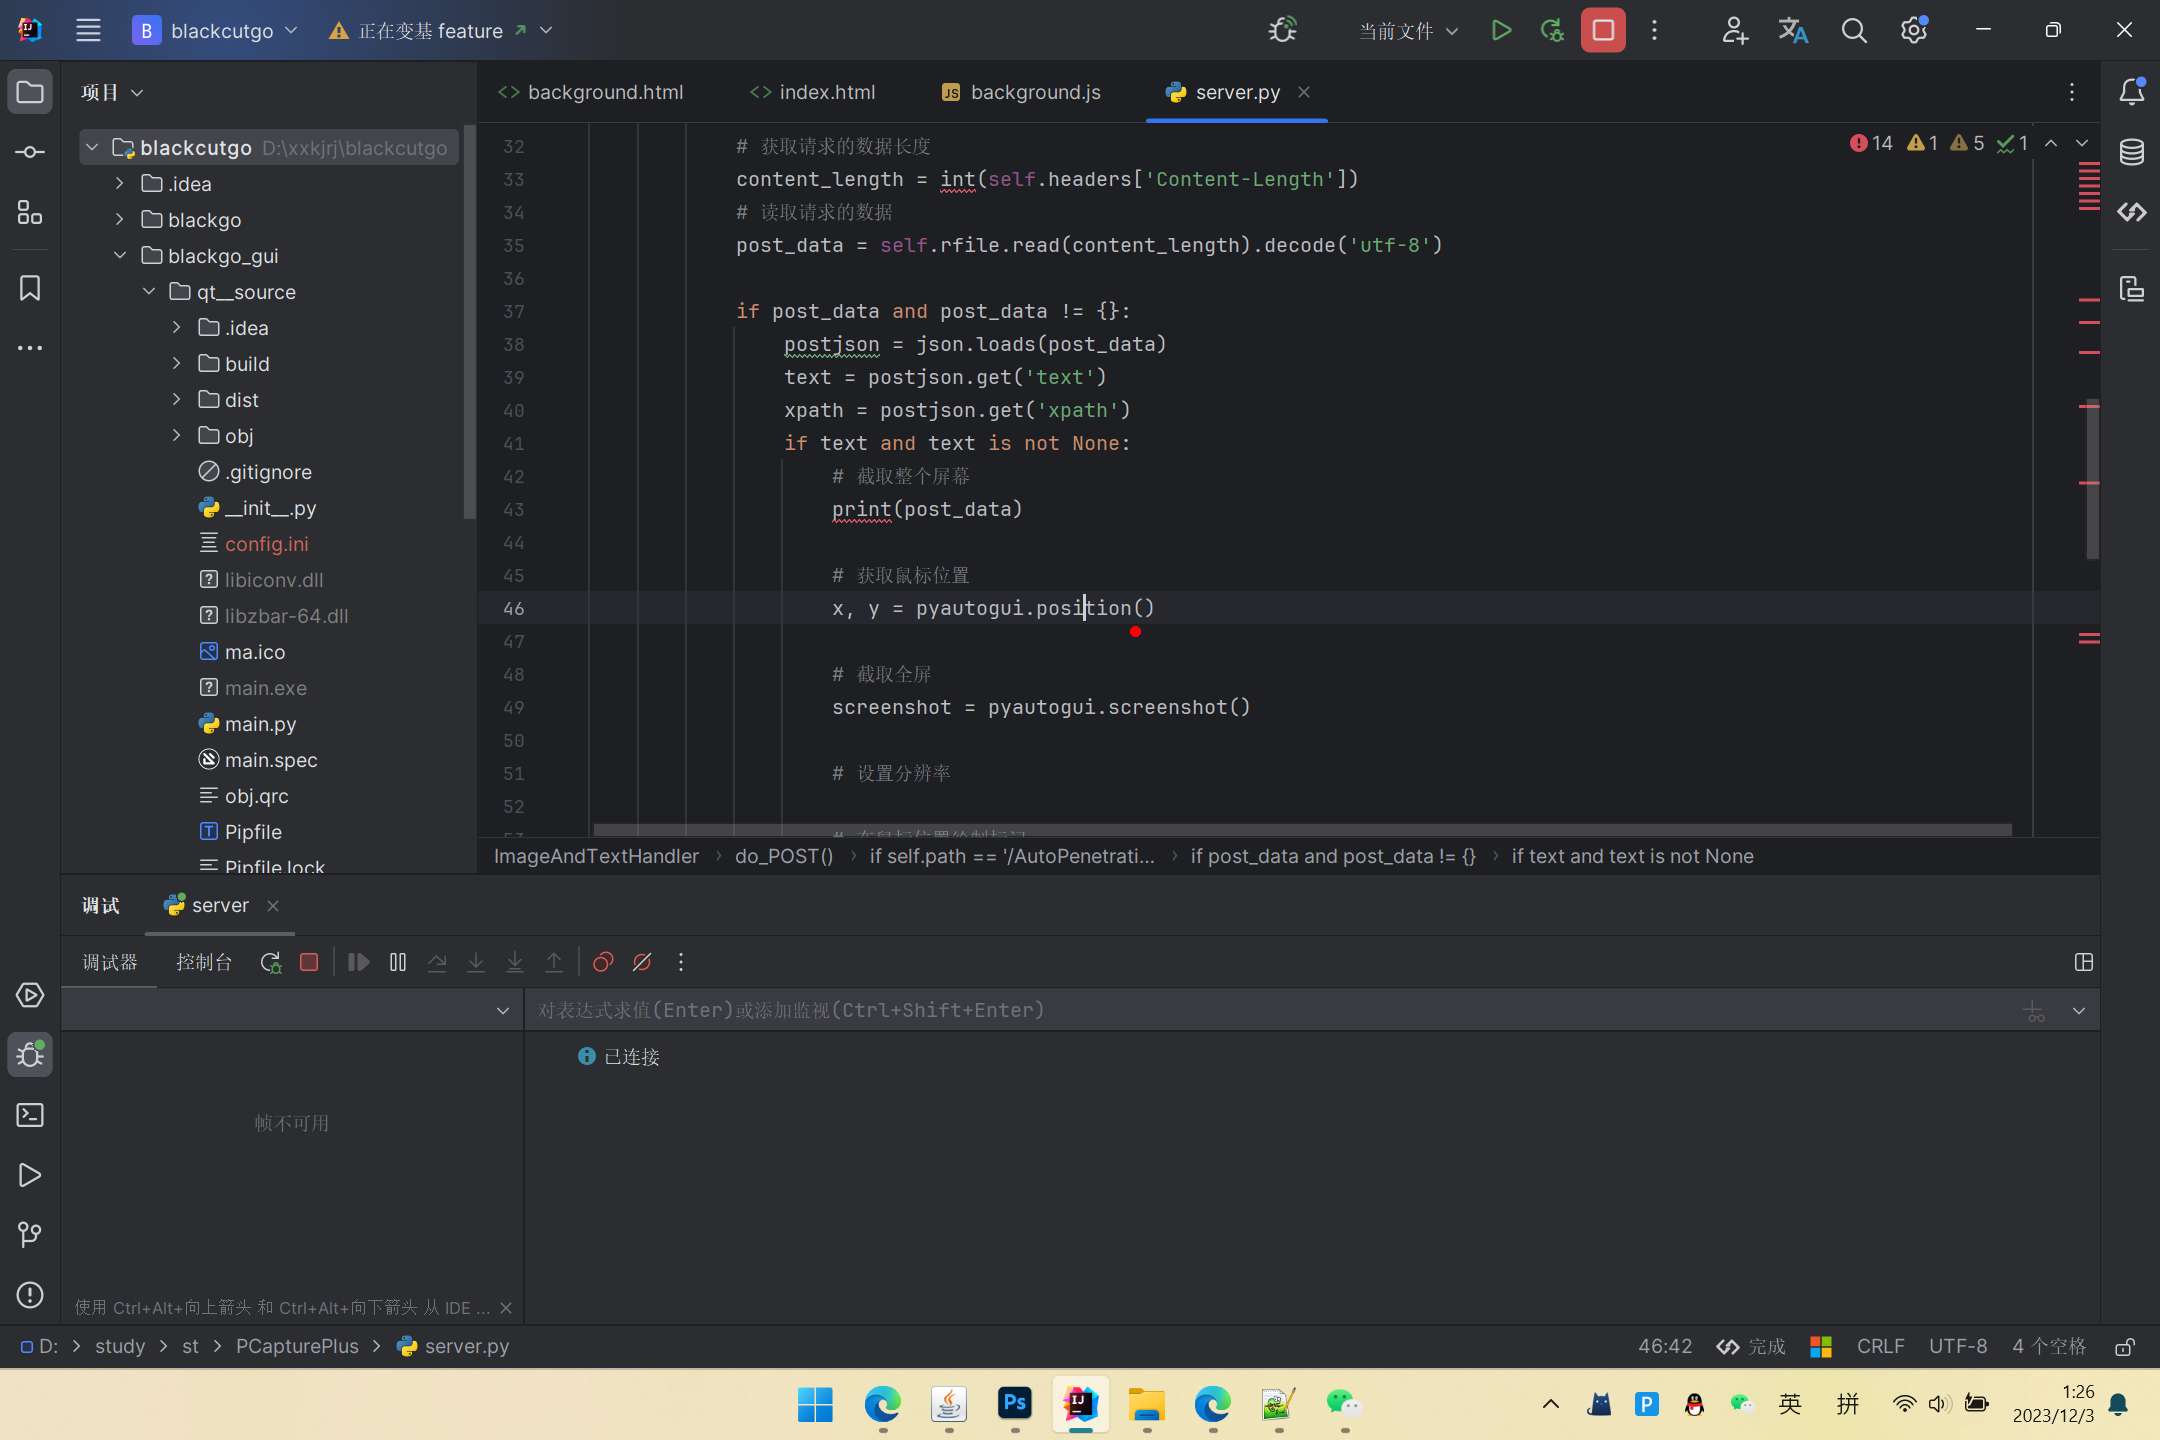 B blackcutgo 正在变基 feature 当前文件
项目
background.html index.html background.js server.py
blackcutgo D:\xxkjrj\blackcutgo
.idea
blackgo
blackgo_gui
qt__source
.idea
build
dist
obj
.gitignore
__init__.py
config.ini
libiconv.dll
libzbar-64.dll
ma.ico
main.exe
main.py
main.spec
obj.qrc
Pipfile
Pipfile.lock
14 1 5 1
32 # 获取请求的数据长度
33 content_length = int(self.headers['Content-Length'])
34 # 读取请求的数据
35 post_data = self.rfile.read(content_length).decode('utf-8')
36
37 if post_data and post_data != {}:
38 postjson = json.loads(post_data)
39 text = postjson.get('text')
40 xpath = postjson.get('xpath')
41 if text and text is not None:
42 # 截取整个屏幕
43 print(post_data)
44
45 # 获取鼠标位置
46 x, y = pyautogui.position()
47
48 # 截取全屏
49 screenshot = pyautogui.screenshot()
50
51 # 设置分辨率
52
ImageAndTextHandler › do_POST() › if self.path == '/AutoPenetrati... › if post_data and post_data != {} › if text and text is not None
调试 server
调试器 控制台
对表达式求值(Enter)或添加监视(Ctrl+Shift+Enter)
已连接
帧不可用
使用 Ctrl+Alt+向上箭头 和 Ctrl+Alt+向下箭头 从 IDE ...
D: > study > st > PCapturePlus > server.py
46:42 完成 CRLF UTF-8 4 个空格
Ps
英 拼
1:26
2023/12/3